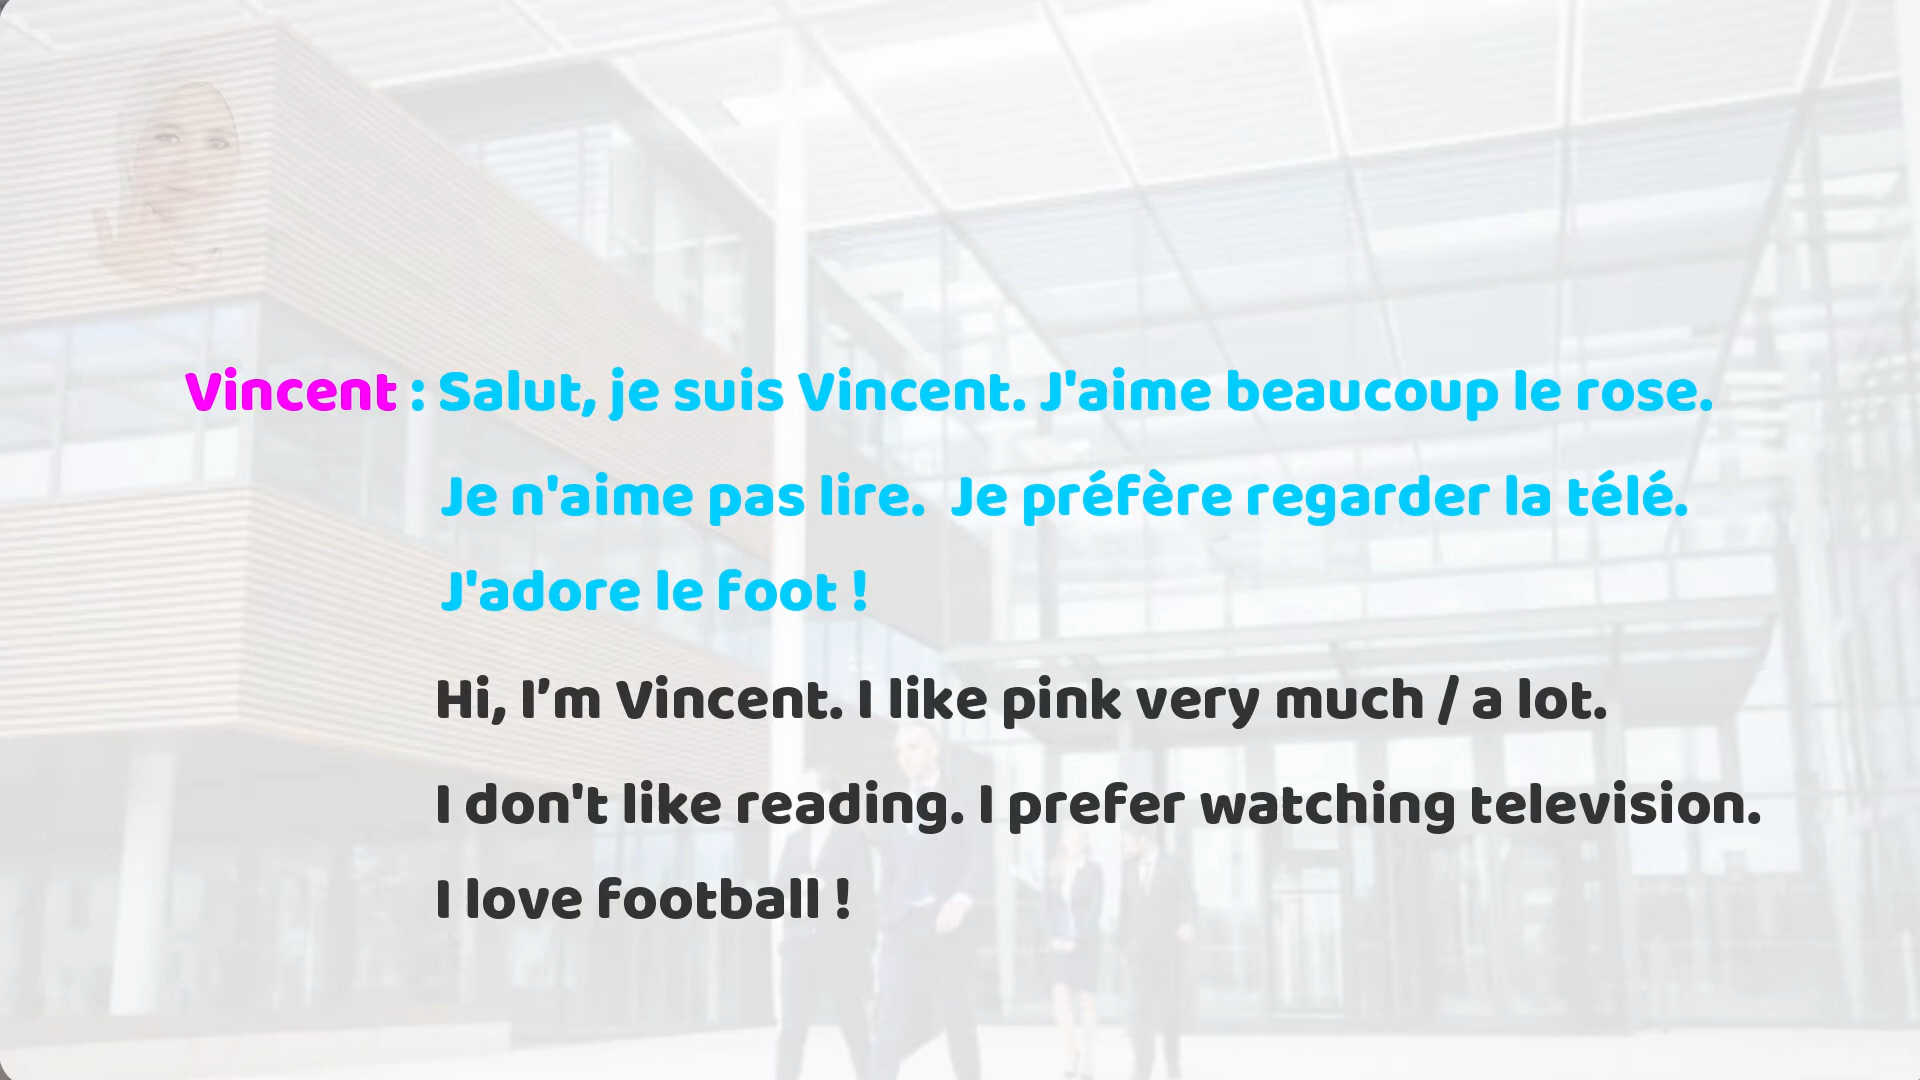 Vincent : Salut, je suis Vincent. J'aime beaucoup le rose.
Je n'aime pas lire.  Je préfère regarder la télé.
J'adore le foot !
Hi, I’m Vincent. I like pink very much / a lot.
I don't like reading. I prefer watching television.
I love football !